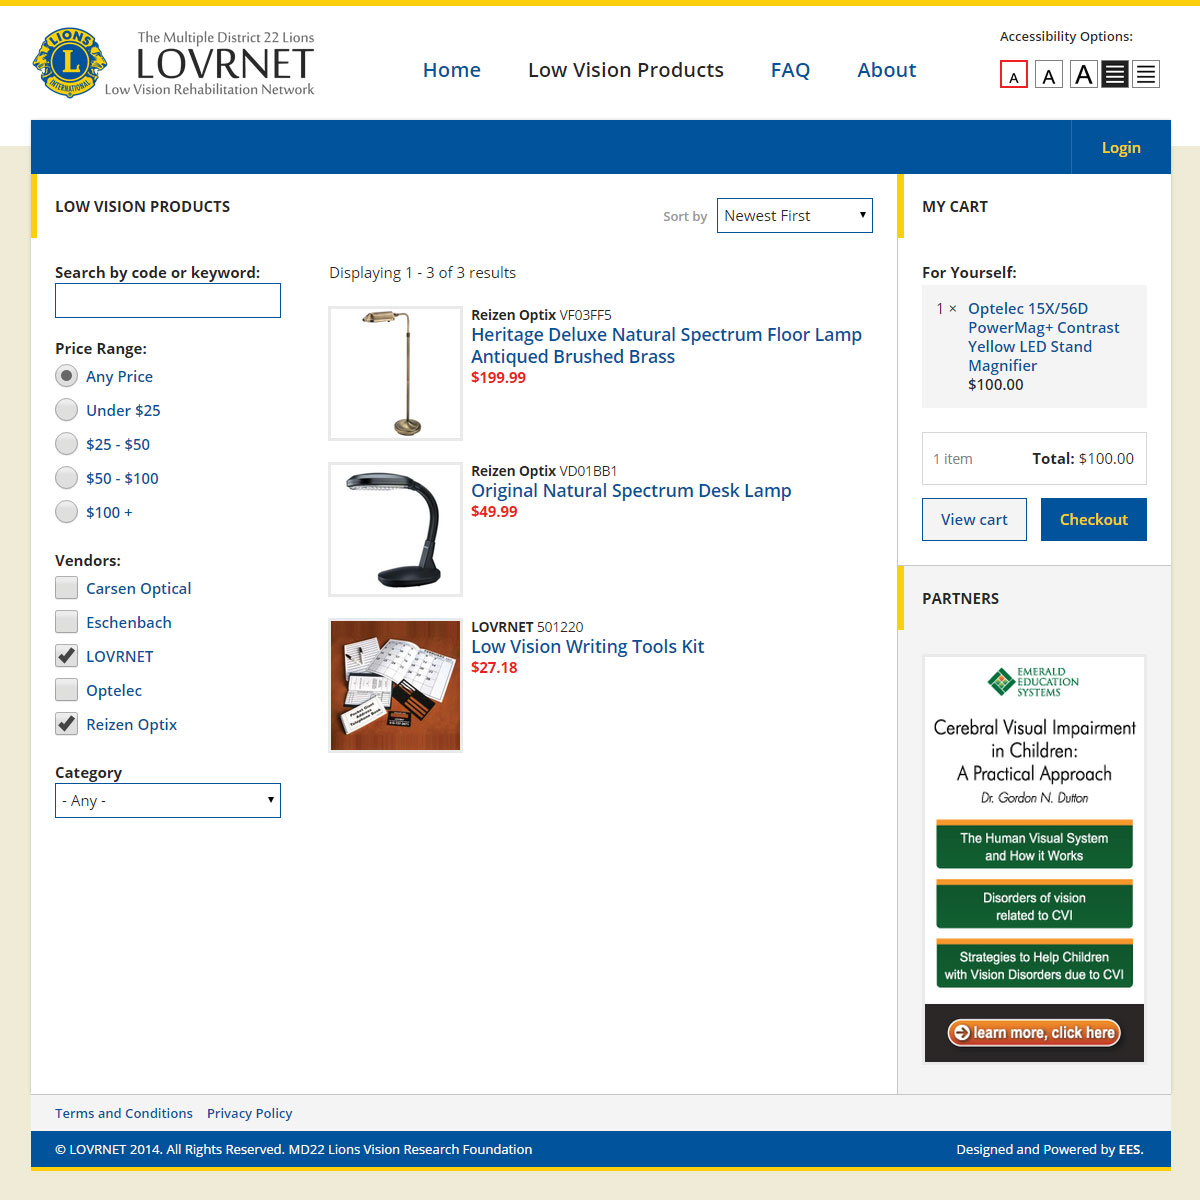 LIONS
L
INTERNATIONAL
The Multiple District 22 Lions
LOVRNET
Low Vision Rehabilitation Network
Home
Low Vision Products
FAQ
About
Accessibility Options:
A
A
A
Login
LOW VISION PRODUCTS
Sort by
Newest First
Search by code or keyword:
Price Range:
Any Price
Under $25
$25 - $50
$50 - $100
$100 +
Vendors:
Carsen Optical
Eschenbach
LOVRNET
Optelec
Reizen Optix
Category
- Any -
Displaying 1 - 3 of 3 results
Reizen Optix VF03FF5
Heritage Deluxe Natural Spectrum Floor Lamp
Antiqued Brushed Brass
$199.99
Reizen Optix VD01BB1
Original Natural Spectrum Desk Lamp
$49.99
Pocket Giant
Address
Telephone Book
LOVRNET 501220
Low Vision Writing Tools Kit
$27.18
MY CART
For Yourself:
1 × Optelec 15X/56D
PowerMag+ Contrast
Yellow LED Stand
Magnifier
$100.00
1 item
Total: $100.00
View cart
Checkout
PARTNERS
EMERALD
EDUCATION
SYSTEMS
Cerebral Visual Impairment
in Children:
A Practical Approach
Dr. Gordon N. Dutton
The Human Visual System
and How it Works
Disorders of vision
related to CVI
Strategies to Help Children
with Vision Disorders due to CVI
learn more, click here
Terms and Conditions
Privacy Policy
© LOVRNET 2014. All Rights Reserved. MD22 Lions Vision Research Foundation
Designed and Powered by EES.